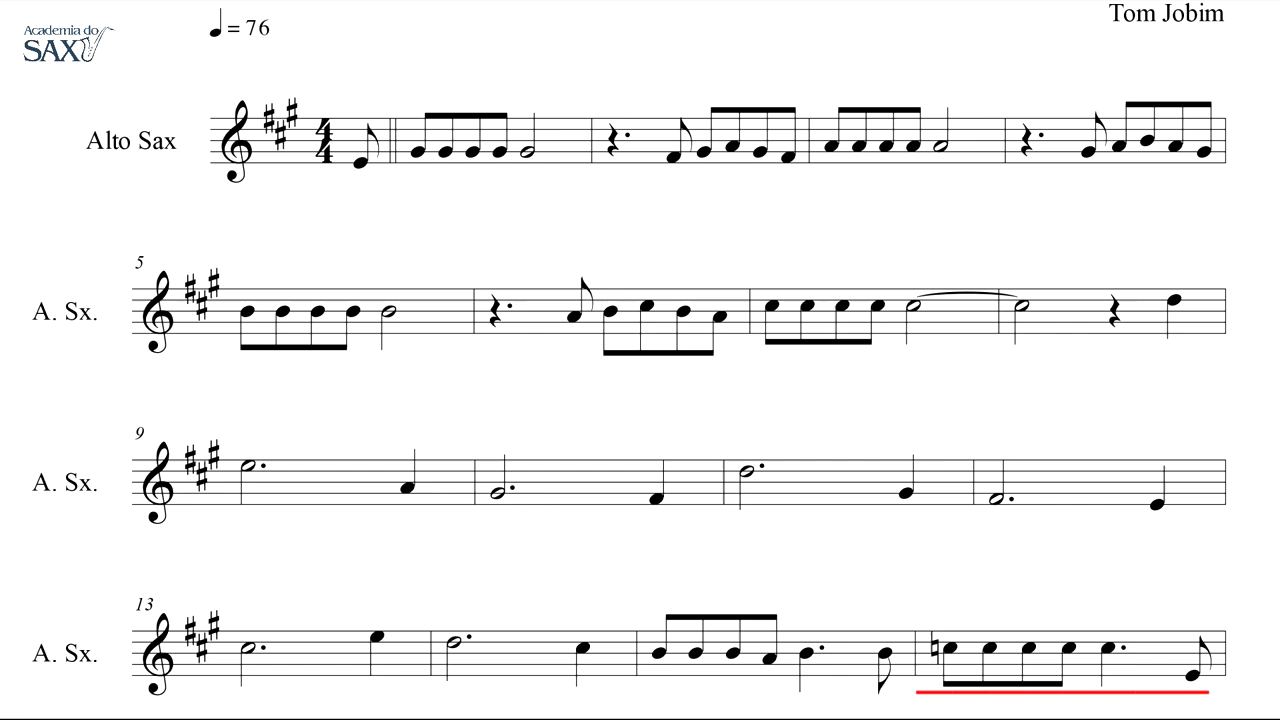 Tom Jobim
Academia do
SAX
= 76
Alto Sax
4
4
5
A. Sx.
9
A. Sx.
13
A. Sx.